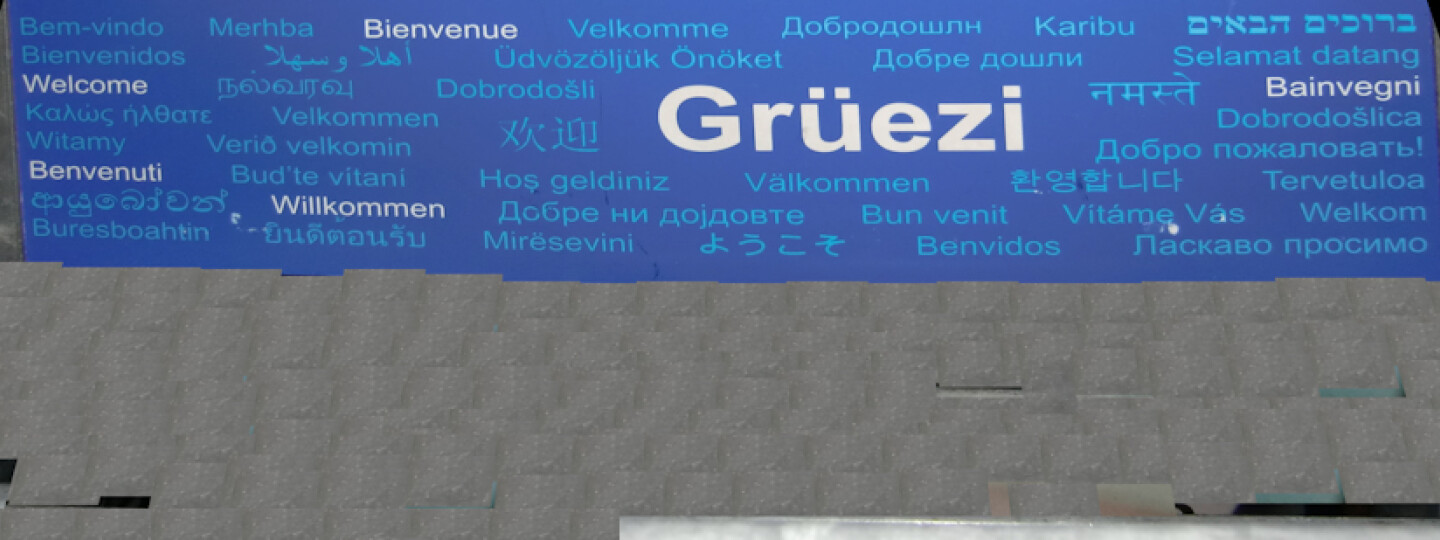 Bem-vindo Merhba Bienvenue Velkomme Добродошлн Karibu ברוכים הבאים
Bienvenidos أهلا وسهلا Üdvözöljük Önöket Добре дошли Selamat datang
Welcome நல்வரவு Dobrodošli Grüezi नमस्ते Bainvegni
Καλώς ήλθατε Velkommen 欢迎 Dobrodošlica
Witamy Verið velkomin Добро пожаловать!
Benvenuti Bud’te vítaní Hoş geldiniz Välkommen 환영합니다 Tervetuloa
ආයුබෝවන් Willkommen Добре ни дојдовте Bun venit Vítáme Vás Welkom
Buresboahtin ยินดีต้อนรับ Mirësevini ようこそ Benvidos Ласкаво просимо